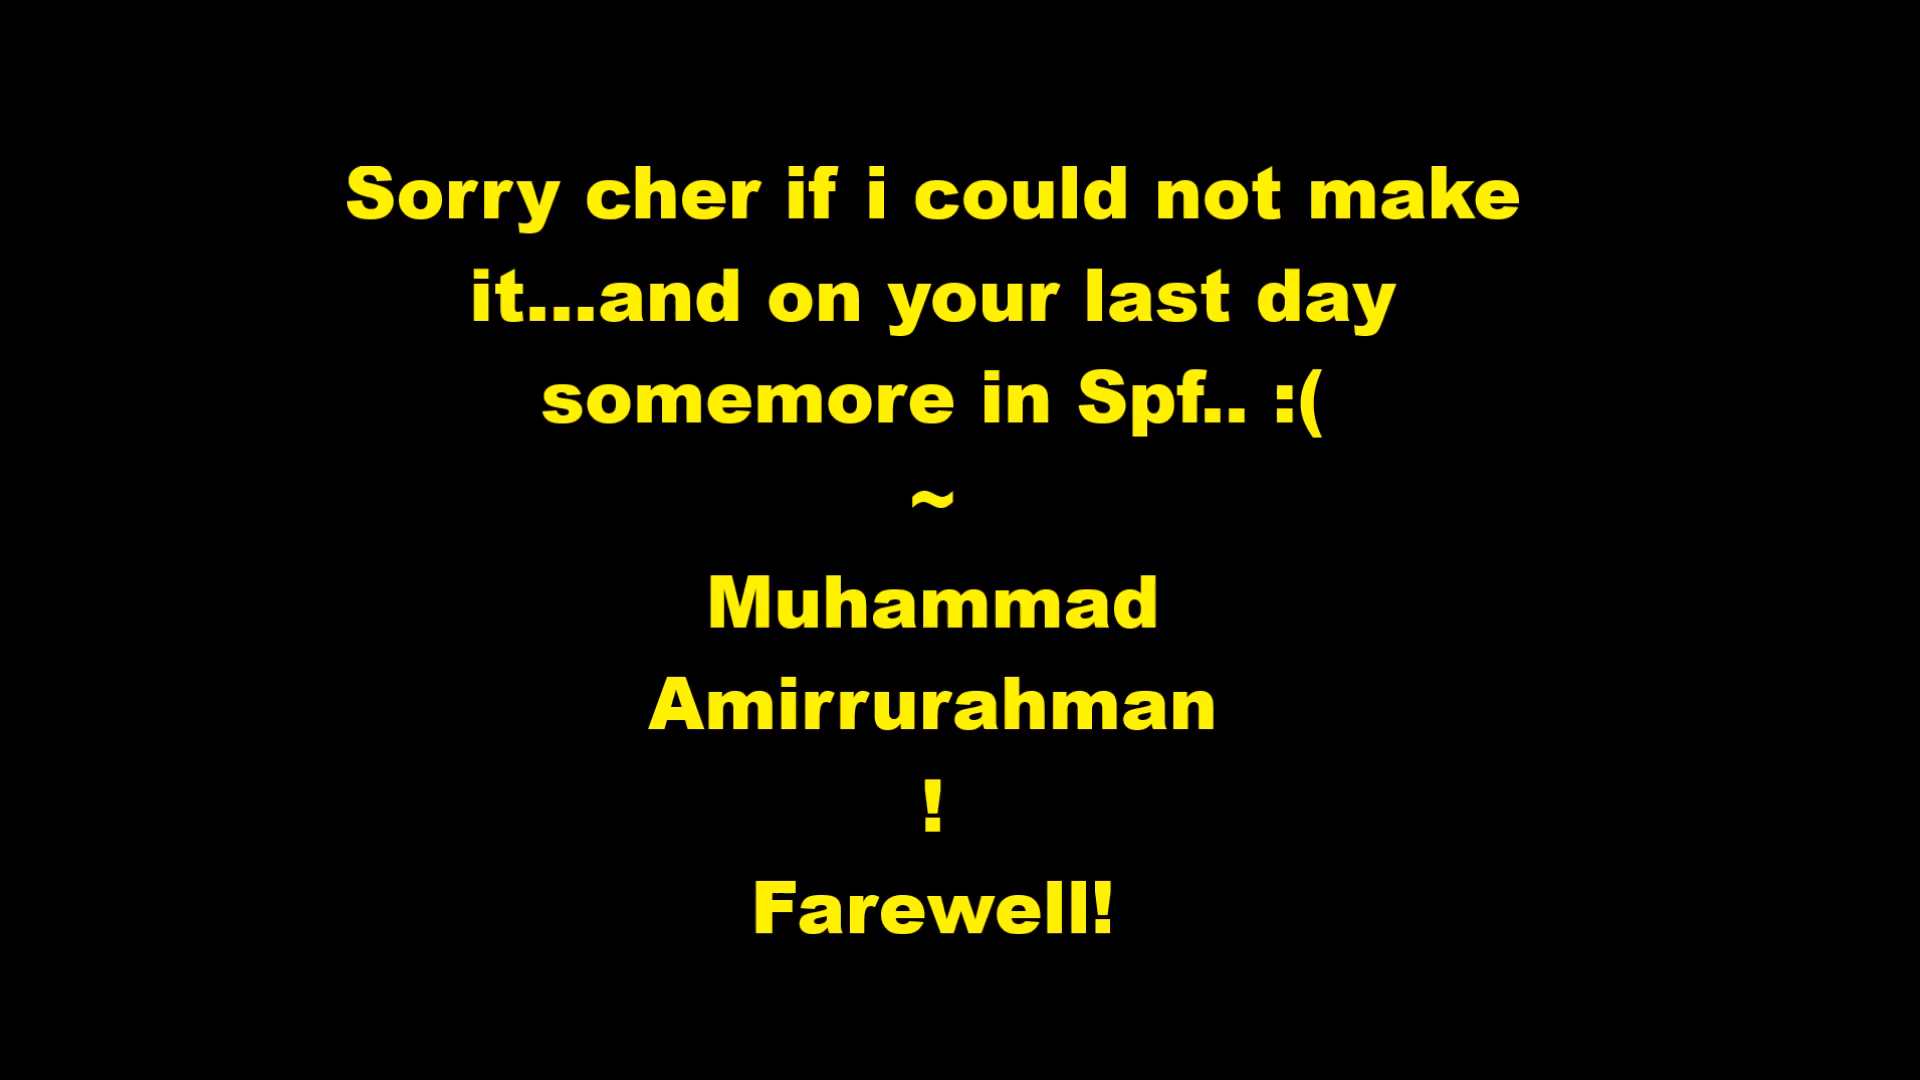 Sorry cher if i could not make
it...and on your last day
somemore in Spf.. :(
~
Muhammad
Amirrurahman
!
Farewell!